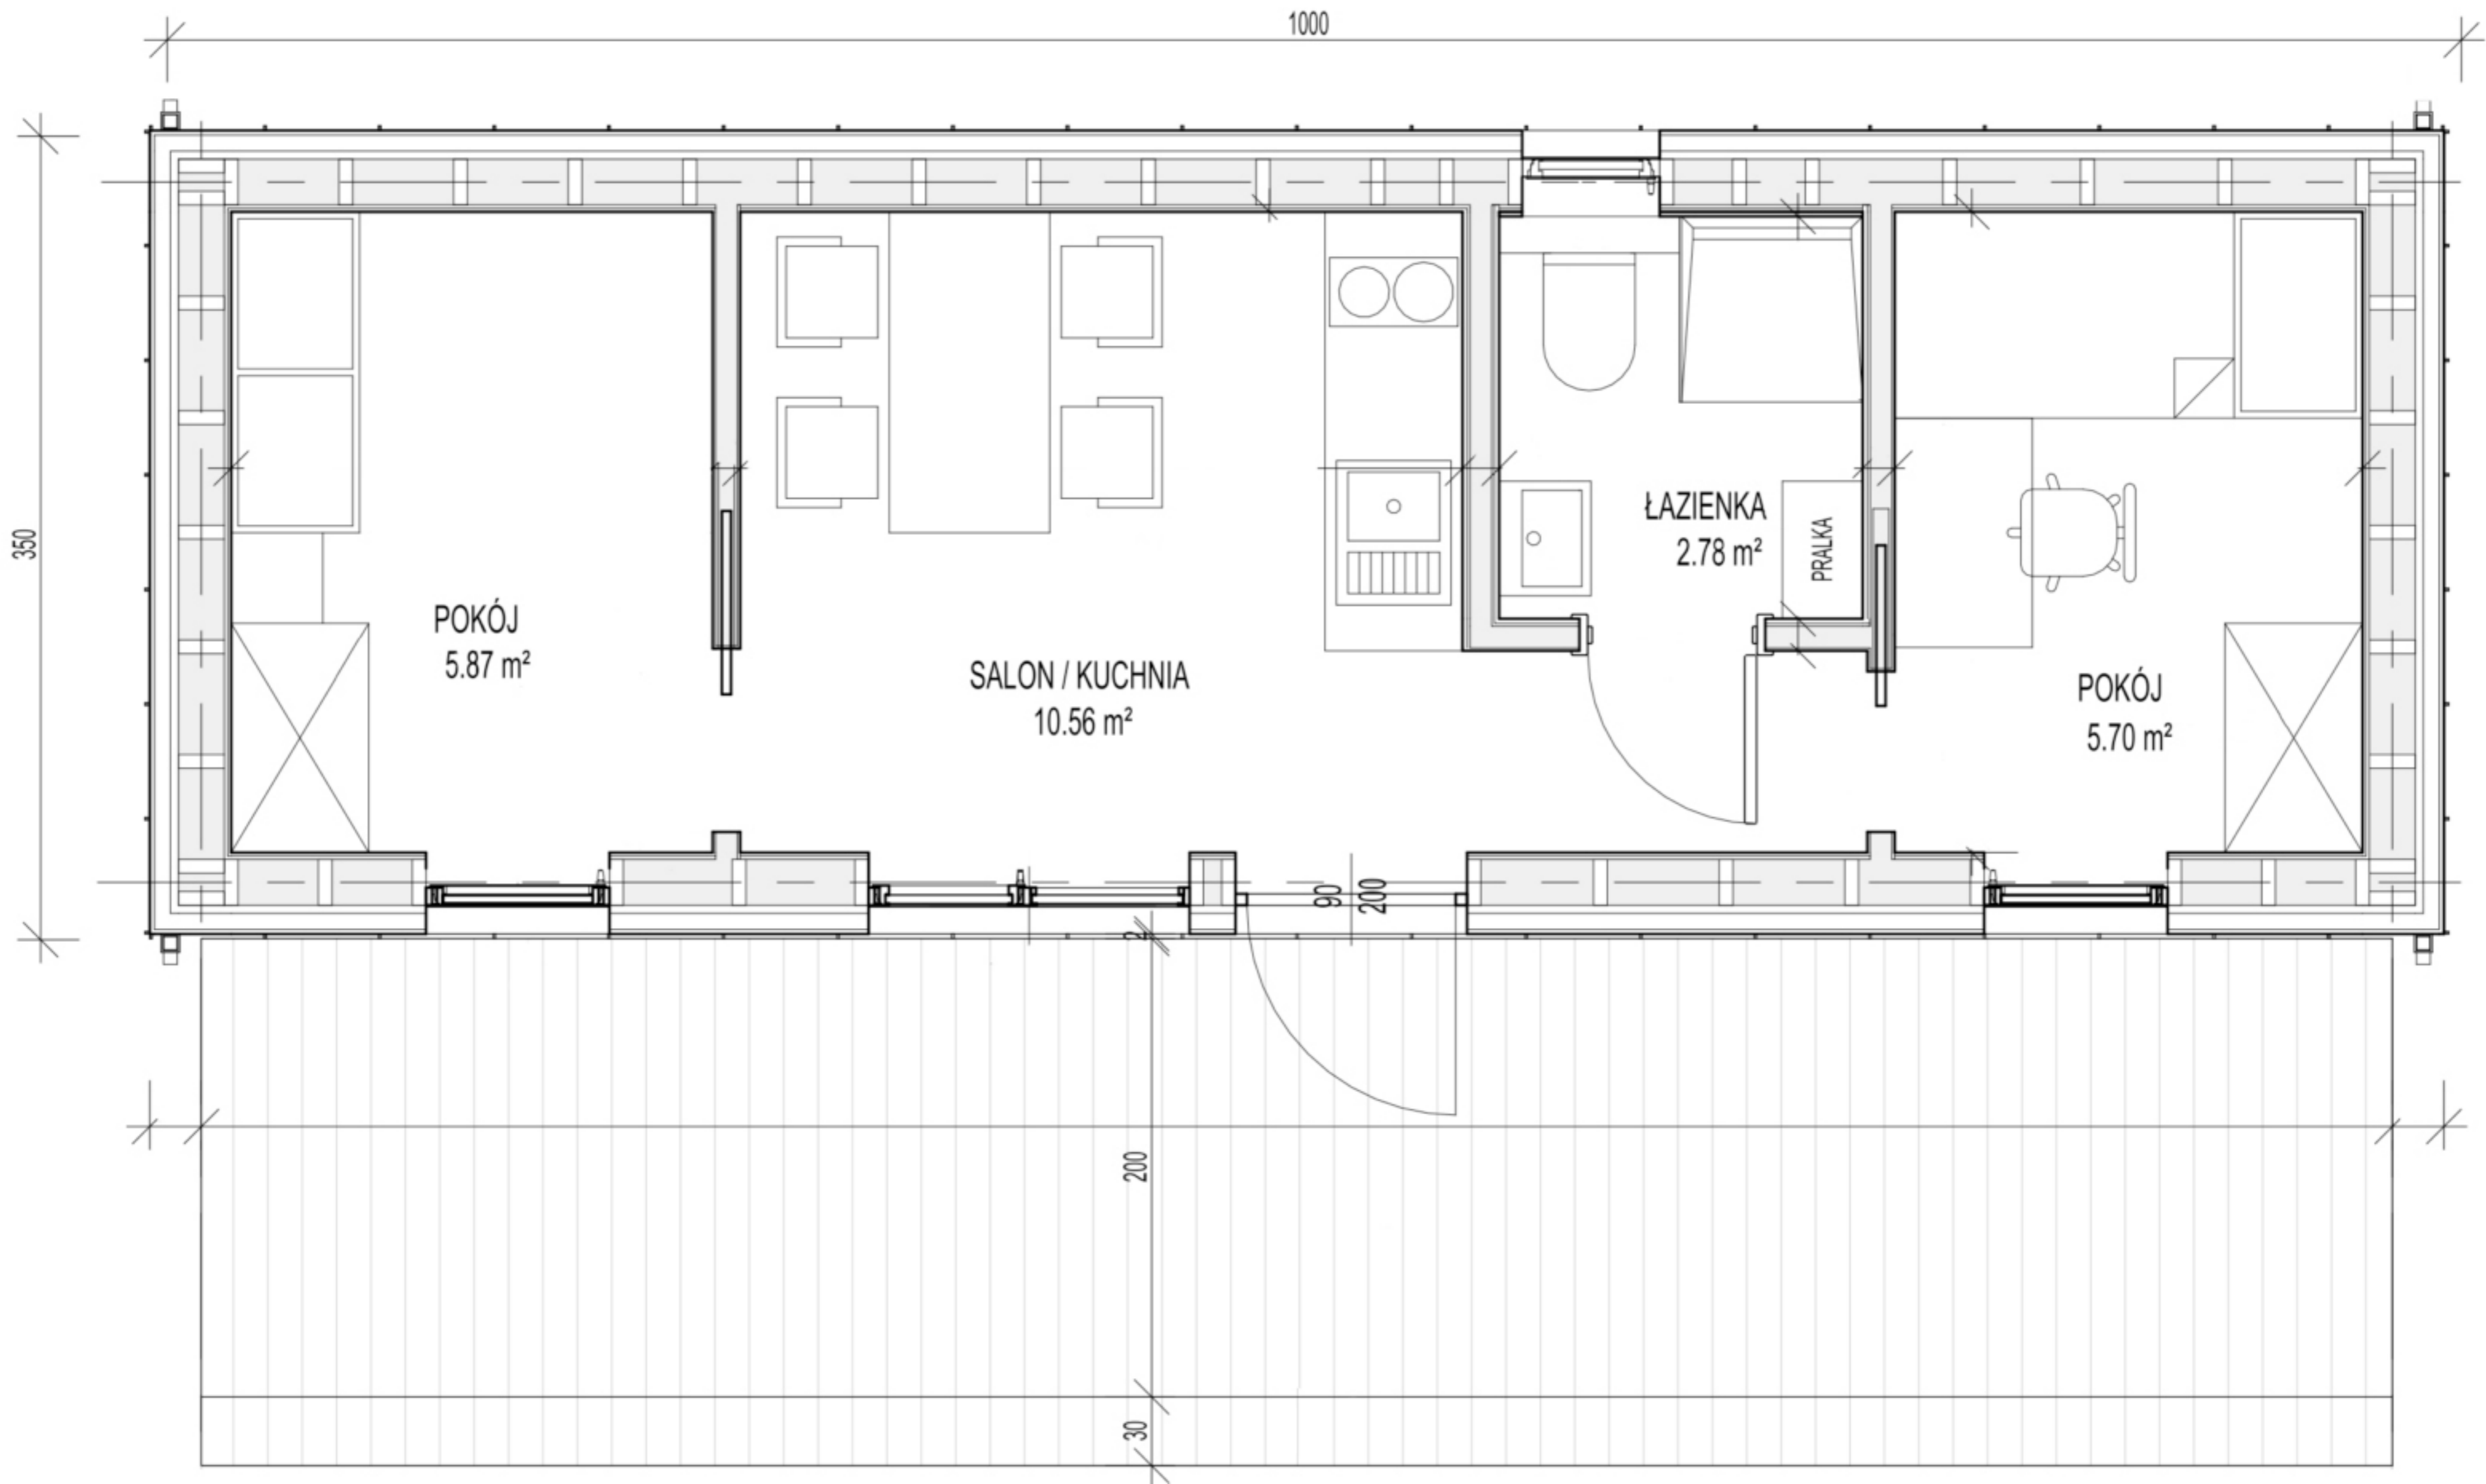 1000
350
ŁAZIENKA
2.78 m²
PRALKA
POKÓJ
5.87 m²
SALON / KUCHNIA
10.56 m²
POKÓJ
5.70 m²
90
200
2
200
30